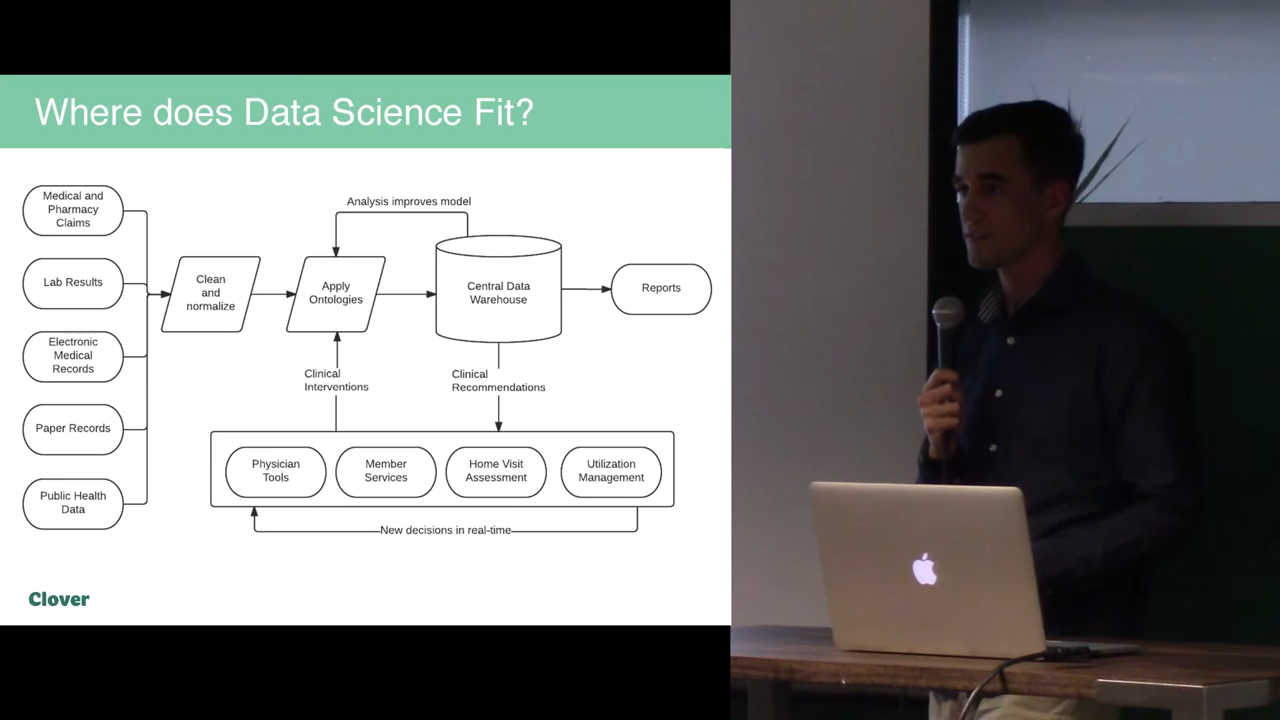 Where does Data Science Fit?
Medical and
Pharmacy
Claims
Lab Results
Electronic
Medical
Records
Paper Records
Public Health
Data
Clean
and
normalize
Analysis improves model
Apply
Ontologies
Central Data
Warehouse
Reports
Clinical
Interventions
Clinical
Recommendations
Physician
Tools
Member
Services
Home Visit
Assessment
Utilization
Management
New decisions in real-time
Clover